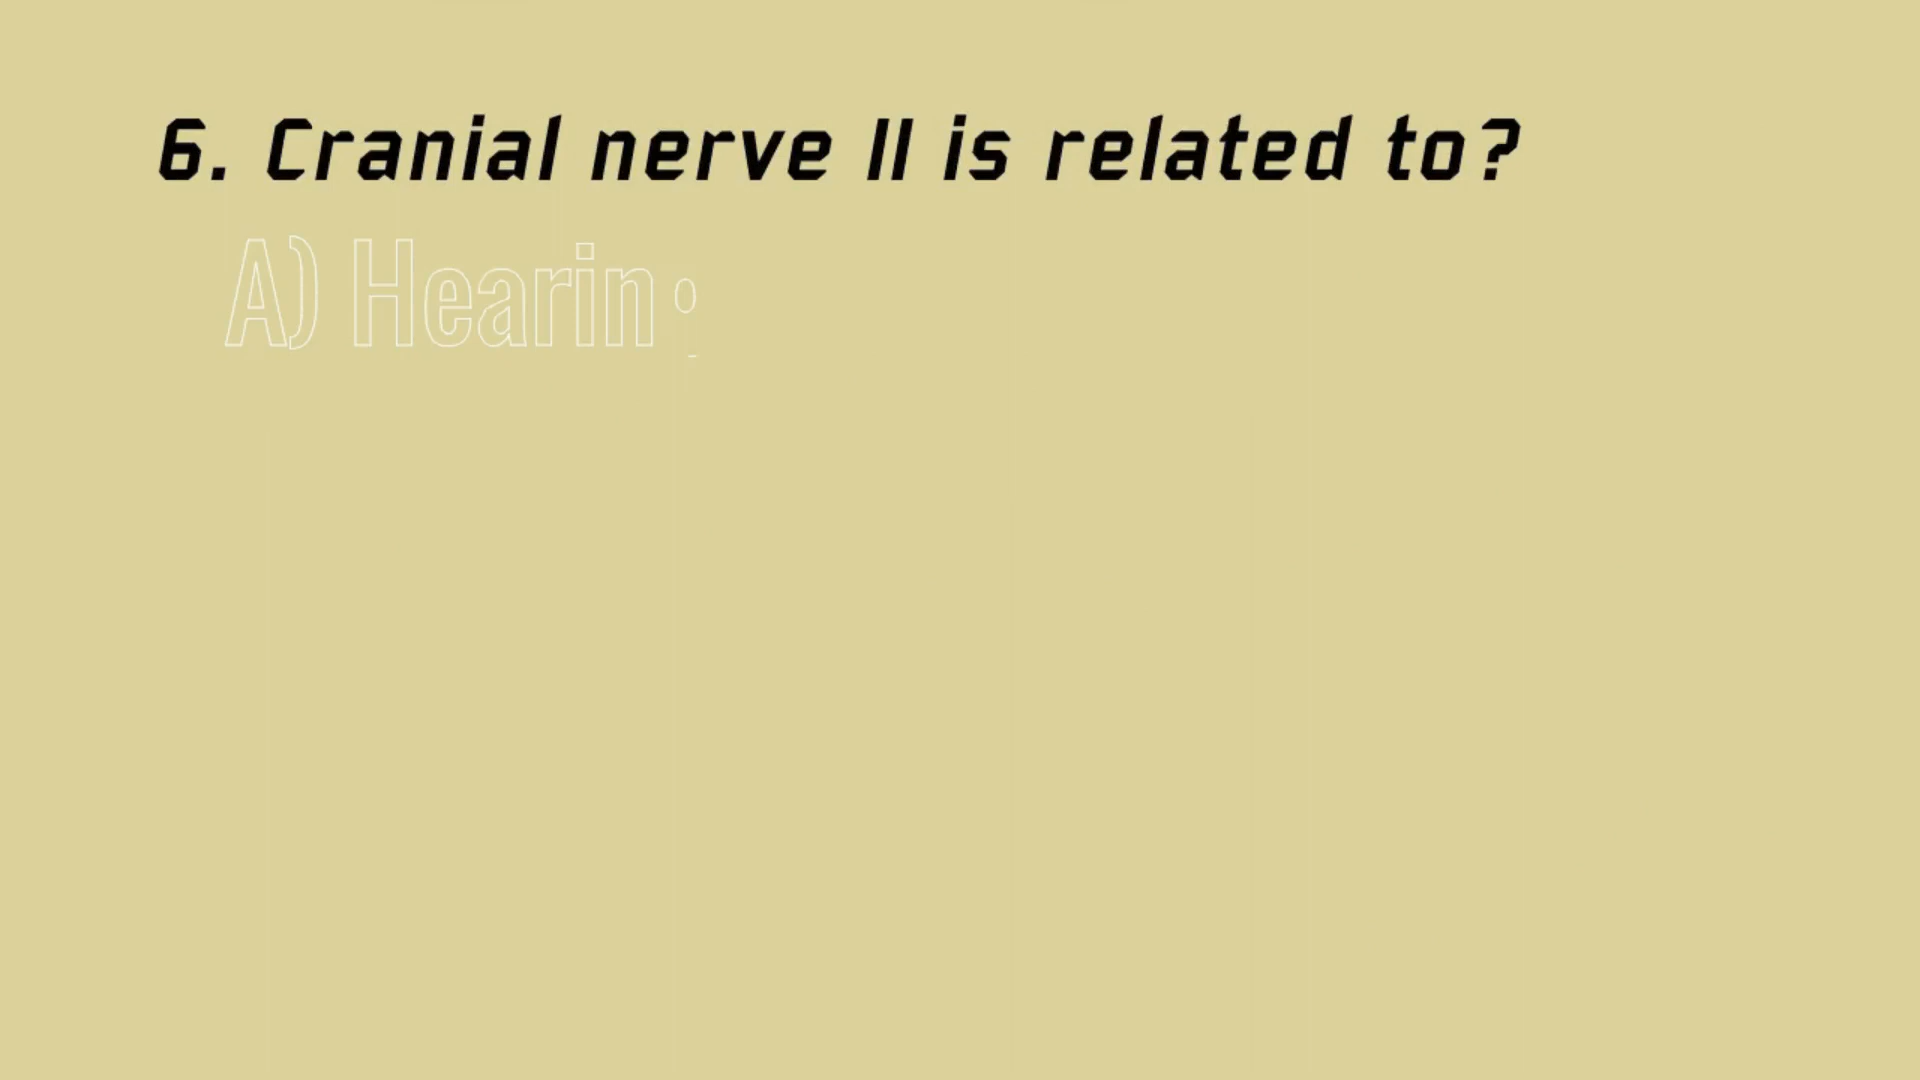 6. Cranial nerve II is related to?
A) Hearin